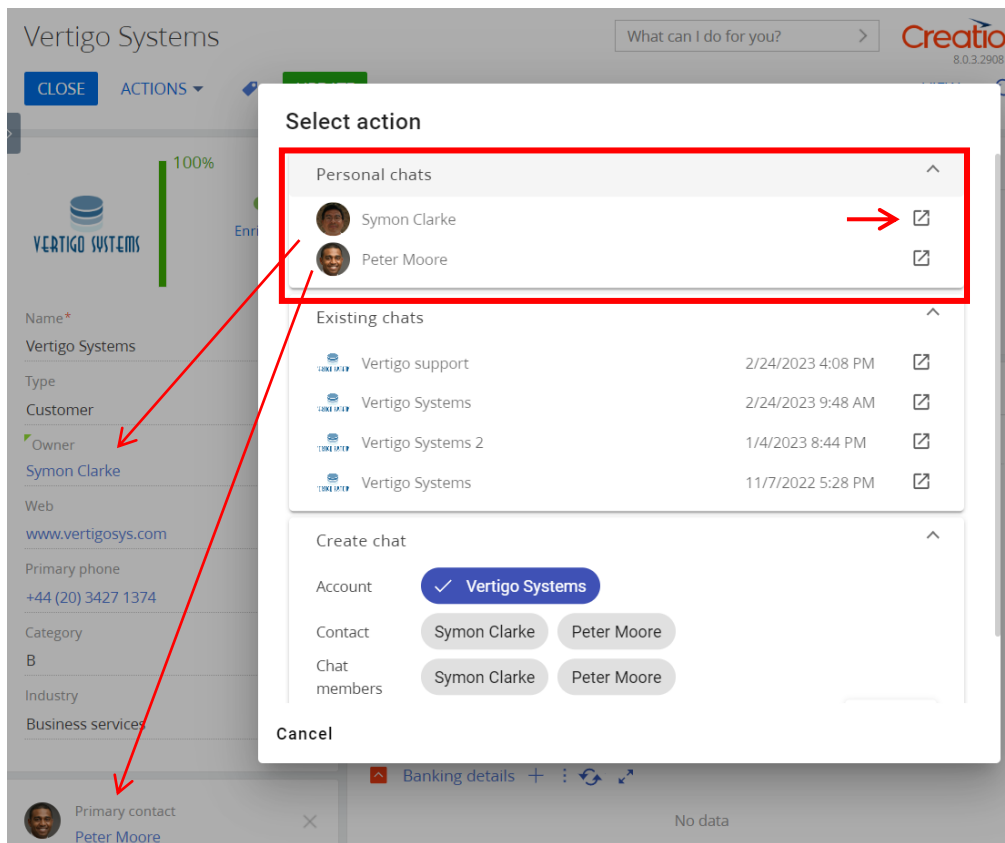 Vertigo Systems
What can I do for you?
Creatio
8.0.3.2908
CLOSE
ACTIONS
100%
VERTIGO SYSTEMS
Enri
Name*
Vertigo Systems
Type
Customer
Owner
Symon Clarke
Web
www.vertigosys.com
Primary phone
+44 (20) 3427 1374
Category
B
Industry
Business services
Primary contact
Peter Moore
Select action
Personal chats
Symon Clarke
Peter Moore
Existing chats
Vertigo support 2/24/2023 4:08 PM
Vertigo Systems 2/24/2023 9:48 AM
Vertigo Systems 2 1/4/2023 8:44 PM
Vertigo Systems 11/7/2022 5:28 PM
Create chat
Account Vertigo Systems
Contact Symon Clarke Peter Moore
Chat
members Symon Clarke Peter Moore
Cancel
Banking details
No data